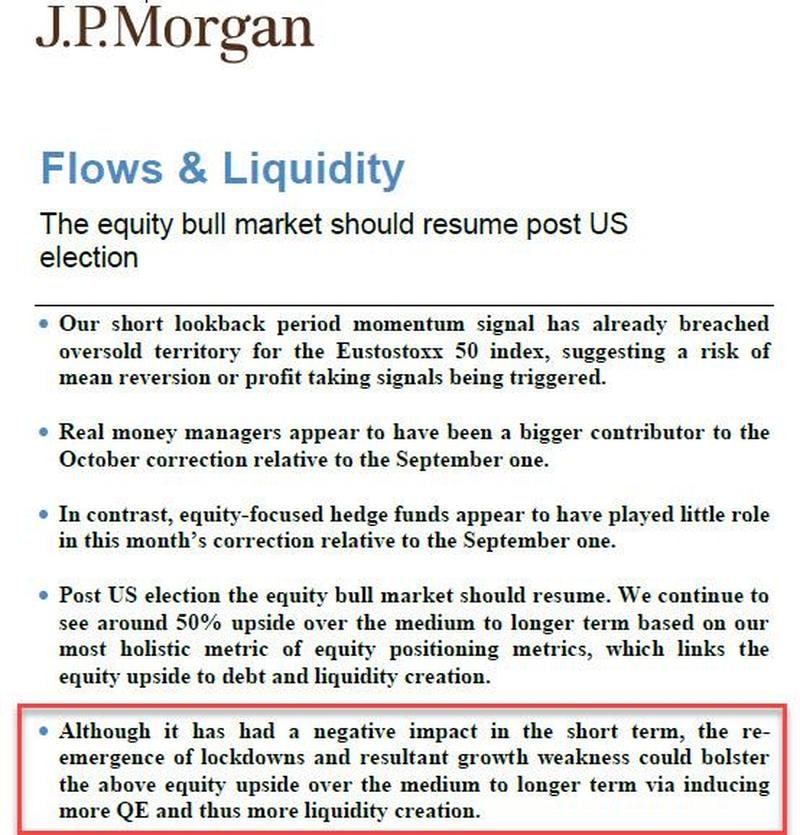 J.P.Morgan
Flows & Liquidity
The equity bull market should resume post US
election
• Our short lookback period momentum signal has already breached
oversold territory for the Eustostoxx 50 index, suggesting a risk of
mean reversion or profit taking signals being triggered.
• Real money managers appear to have been a bigger contributor to the
October correction relative to the September one.
• In contrast, equity-focused hedge funds appear to have played little role
in this month's correction relative to the September one.
• Post US election the equity bull market should resume. We continue to
see around 50% upside over the medium to longer term based on our
most holistic metric of equity positioning metrics, which links the
equity upside to debt and liquidity creation.
• Although it has had a negative impact in the short term, the re-
emergence of lockdowns and resultant growth weakness could bolster
the above equity upside over the medium to longer term via inducing
more QE and thus more liquidity creation.